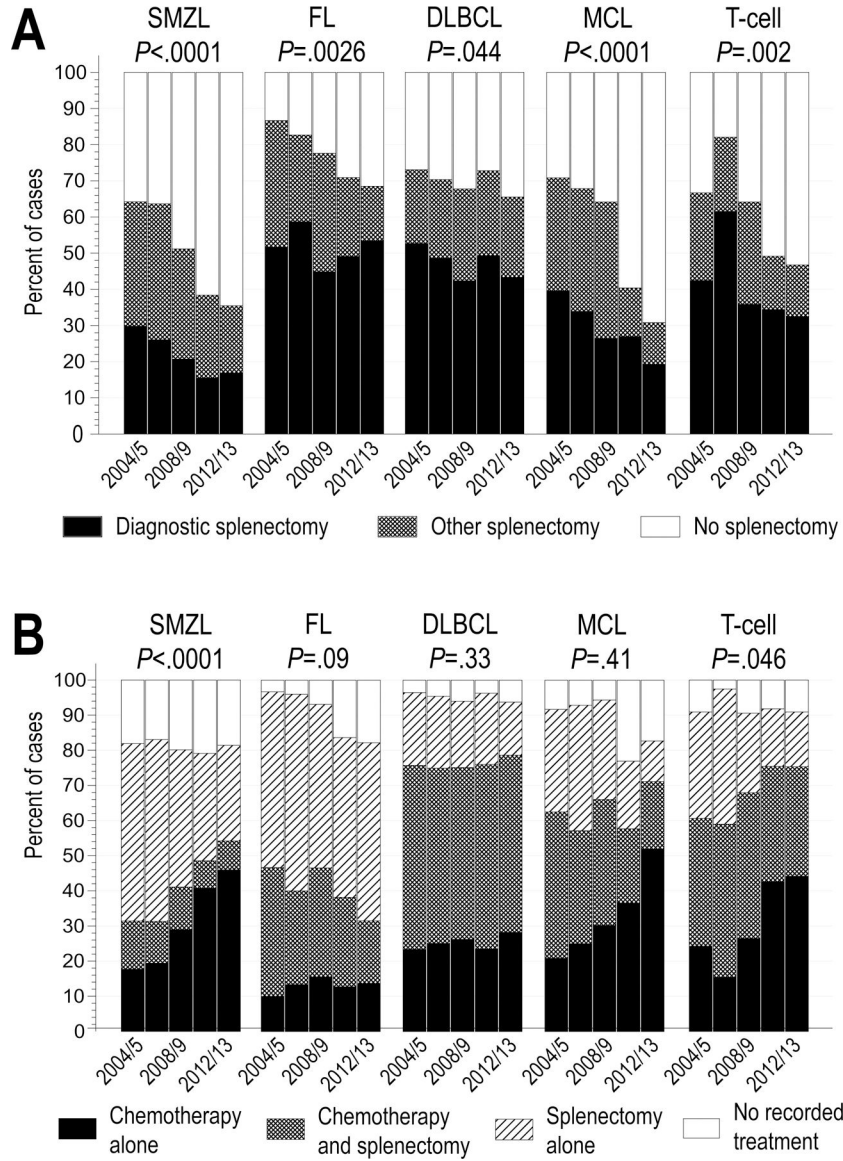 A
SMZL FL DLBCL MCL T-cell
P<.0001 P=.0026 P=.044 P<.0001 P=.002
Percent of cases
100
90
80
70
60
50
40
30
20
10
0
2004/5 2008/9 2012/13 2004/5 2008/9 2012/13 2004/5 2008/9 2012/13 2004/5 2008/9 2012/13 2004/5 2008/9 2012/13
Diagnostic splenectomy Other splenectomy No splenectomy
B
SMZL FL DLBCL MCL T-cell
P<.0001 P=.09 P=.33 P=.41 P=.046
Percent of cases
100
90
80
70
60
50
40
30
20
10
0
2004/5 2008/9 2012/13 2004/5 2008/9 2012/13 2004/5 2008/9 2012/13 2004/5 2008/9 2012/13 2004/5 2008/9 2012/13
Chemotherapy Chemotherapy Splenectomy No recorded
alone and splenectomy alone treatment